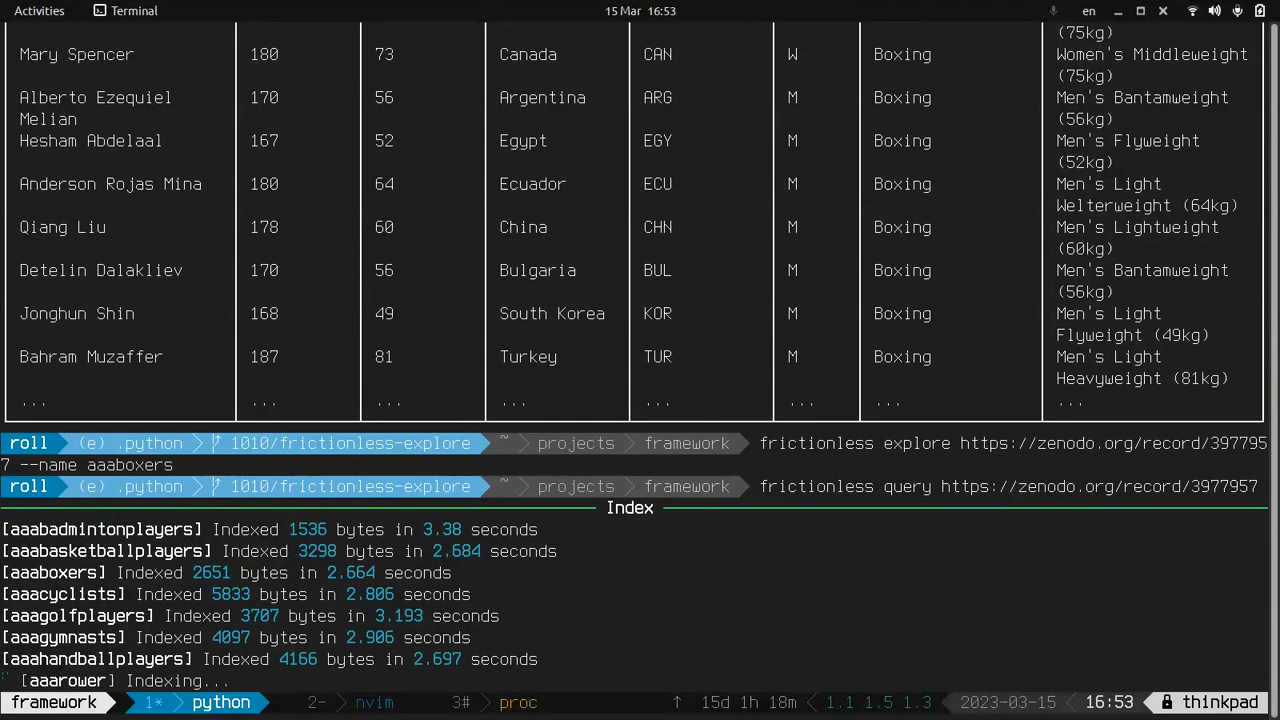 Activities Terminal 15 Mar 16:53 en
(75kg)
Mary Spencer 180 73 Canada CAN W Boxing Women's Middleweight
(75kg)
Alberto Ezequiel 170 56 Argentina ARG M Boxing Men's Bantamweight
Melian (56kg)
Hesham Abdelaal 167 52 Egypt EGY M Boxing Men's Flyweight
(52kg)
Anderson Rojas Mina 180 64 Ecuador ECU M Boxing Men's Light
Welterweight (64kg)
Qiang Liu 178 60 China CHN M Boxing Men's Lightweight
(60kg)
Detelin Dalakliev 170 56 Bulgaria BUL M Boxing Men's Bantamweight
(56kg)
Jonghun Shin 168 49 South Korea KOR M Boxing Men's Light
Flyweight (49kg)
Bahram Muzaffer 187 81 Turkey TUR M Boxing Men's Light
Heavyweight (81kg)
... ... ... ... ... ... ... ...
roll (e) .python 1010/frictionless-explore ~ projects framework frictionless explore https://zenodo.org/record/397795
7 --name aaaboxers
roll (e) .python 1010/frictionless-explore ~ projects framework frictionless query https://zenodo.org/record/3977957
Index
[aaabadmintonplayers] Indexed 1536 bytes in 3.38 seconds
[aaabasketballplayers] Indexed 3298 bytes in 2.684 seconds
[aaaboxers] Indexed 2651 bytes in 2.664 seconds
[aaacyclists] Indexed 5833 bytes in 2.806 seconds
[aaagolfplayers] Indexed 3707 bytes in 3.193 seconds
[aaagymnasts] Indexed 4097 bytes in 2.906 seconds
[aaahandballplayers] Indexed 4166 bytes in 2.697 seconds
[aaarower] Indexing...
framework 1* python 2- nvim 3# proc ↑ 15d 1h 18m 1.1 1.5 1.3 2023-03-15 16:53 thinkpad